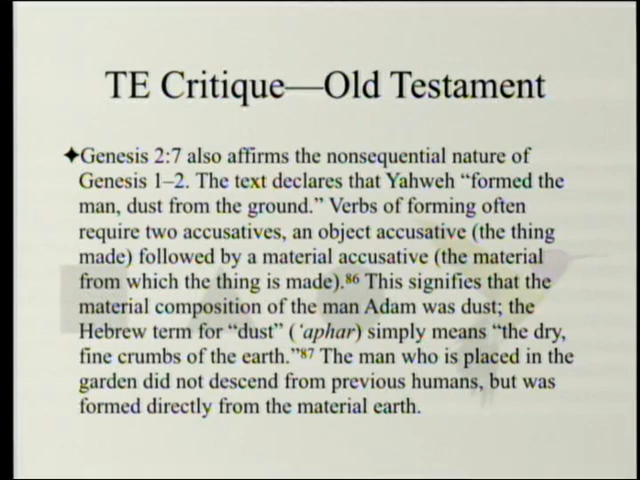 TE Critique—Old Testament
✦Genesis 2:7 also affirms the nonsequential nature of
Genesis 1–2. The text declares that Yahweh “formed the
man, dust from the ground.” Verbs of forming often
require two accusatives, an object accusative (the thing
made) followed by a material accusative (the material
from which the thing is made).86 This signifies that the
material composition of the man Adam was dust; the
Hebrew term for “dust” (‘aphar) simply means “the dry,
fine crumbs of the earth.”87 The man who is placed in the
garden did not descend from previous humans, but was
formed directly from the material earth.